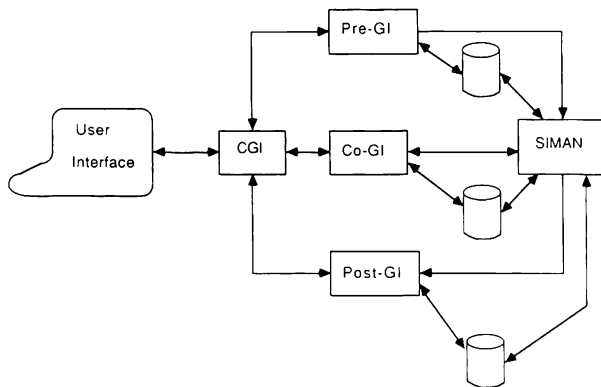 Pre-GI
User
Interface
CGI
Co-GI
SIMAN
Post-GI